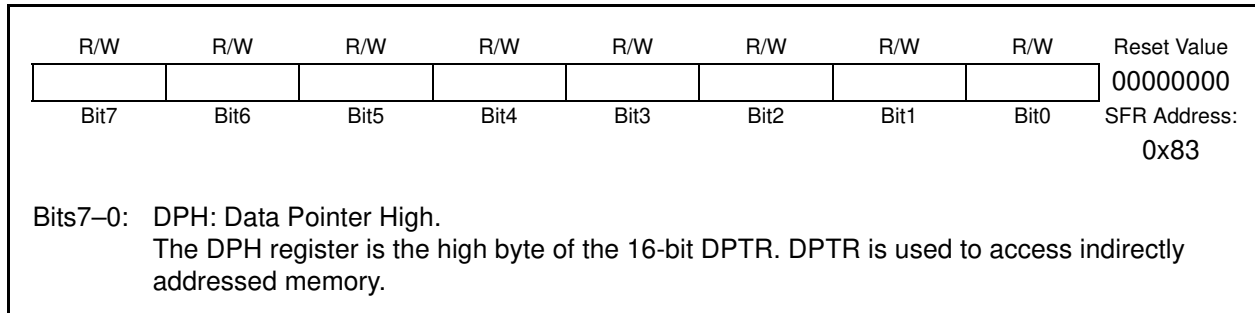 R/W R/W R/W R/W R/W R/W R/W R/W Reset Value
00000000
Bit7 Bit6 Bit5 Bit4 Bit3 Bit2 Bit1 Bit0 SFR Address:
0x83
Bits7–0: DPH: Data Pointer High.
The DPH register is the high byte of the 16-bit DPTR. DPTR is used to access indirectly
addressed memory.